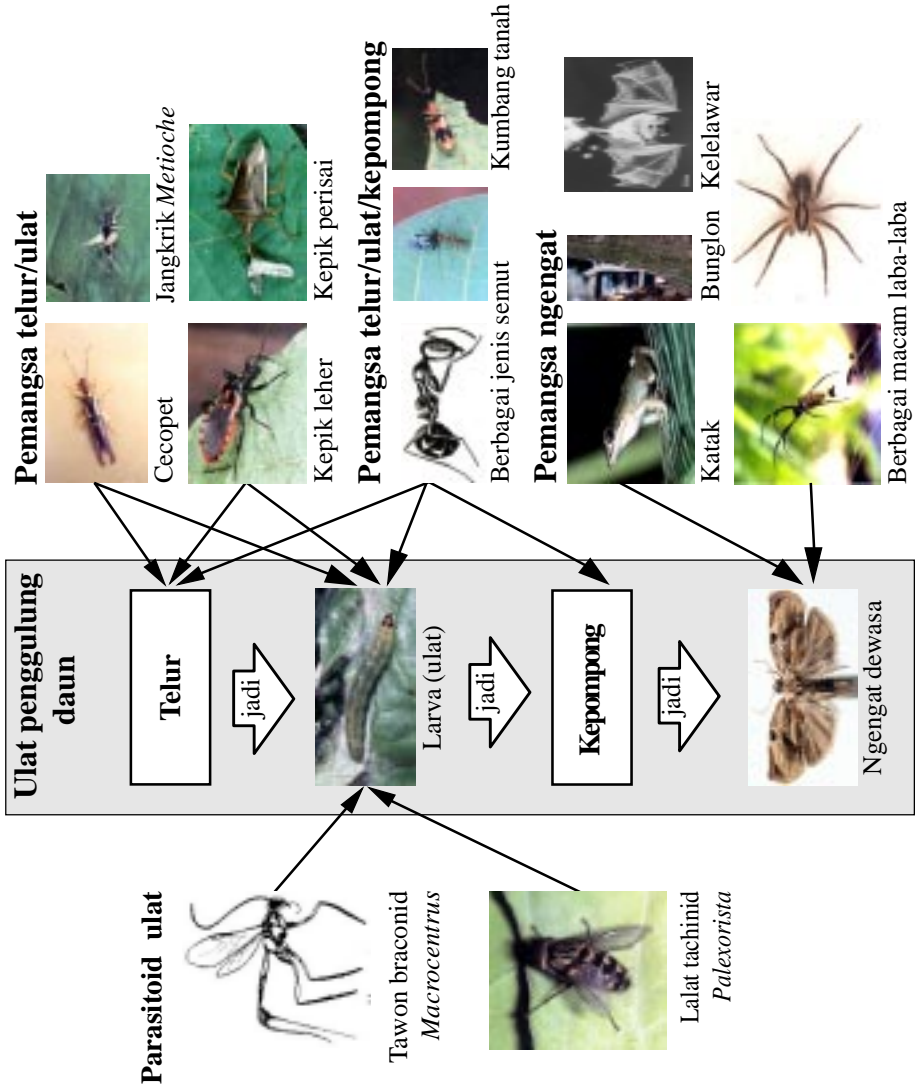 Parasitoid ulat
Tawon braconid
Macrocentrus
Lalat tachinid
Palexorista
Ulat penggulung
daun
Telur
jadi
Larva (ulat)
jadi
Kepompong
jadi
Ngengat dewasa
Pemangsa telur/ulat
Cecopet
Jangkrik Metioche
Kepik leher
Kepik perisai
Pemangsa telur/ulat/kepompong
Berbagai jenis semut
Kumbang tanah
Pemangsa ngengat
Katak
Bunglon
Kelelawar
Berbagai macam laba-laba